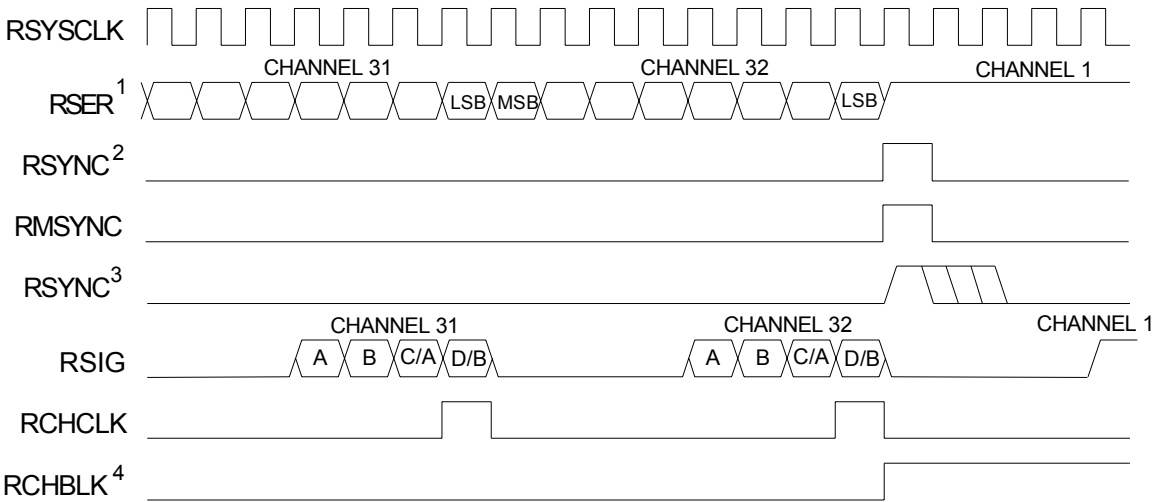 RSYSCLK
CHANNEL 31 CHANNEL 32 CHANNEL 1
RSER1 LSB MSB LSB
RSYNC2
RMSYNC
RSYNC3
CHANNEL 31 CHANNEL 32 CHANNEL 1
RSIG A B C/A D/B A B C/A D/B
RCHCLK
RCHBLK4